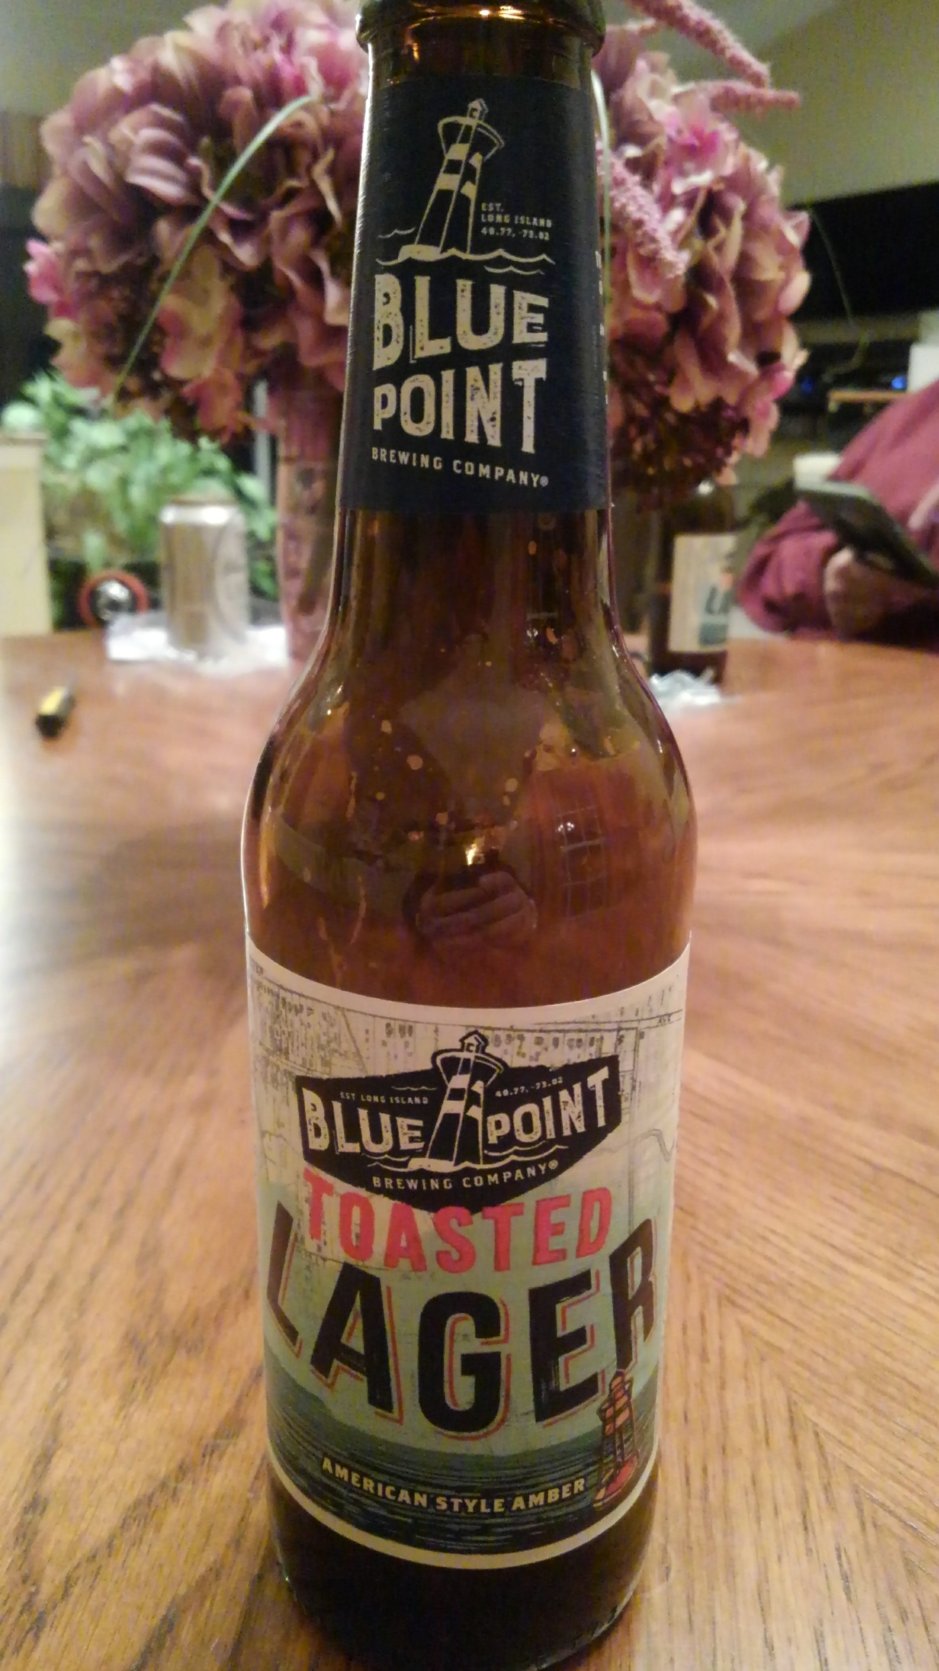 EST.
LONG ISLAND
40.77, -73.02
BLUE
POINT
BREWING COMPANY®
EST LONG ISLAND 40.77, -73.02
BLUE POINT
BREWING COMPANY®
TOASTED
LAGER
AMERICAN STYLE AMBER